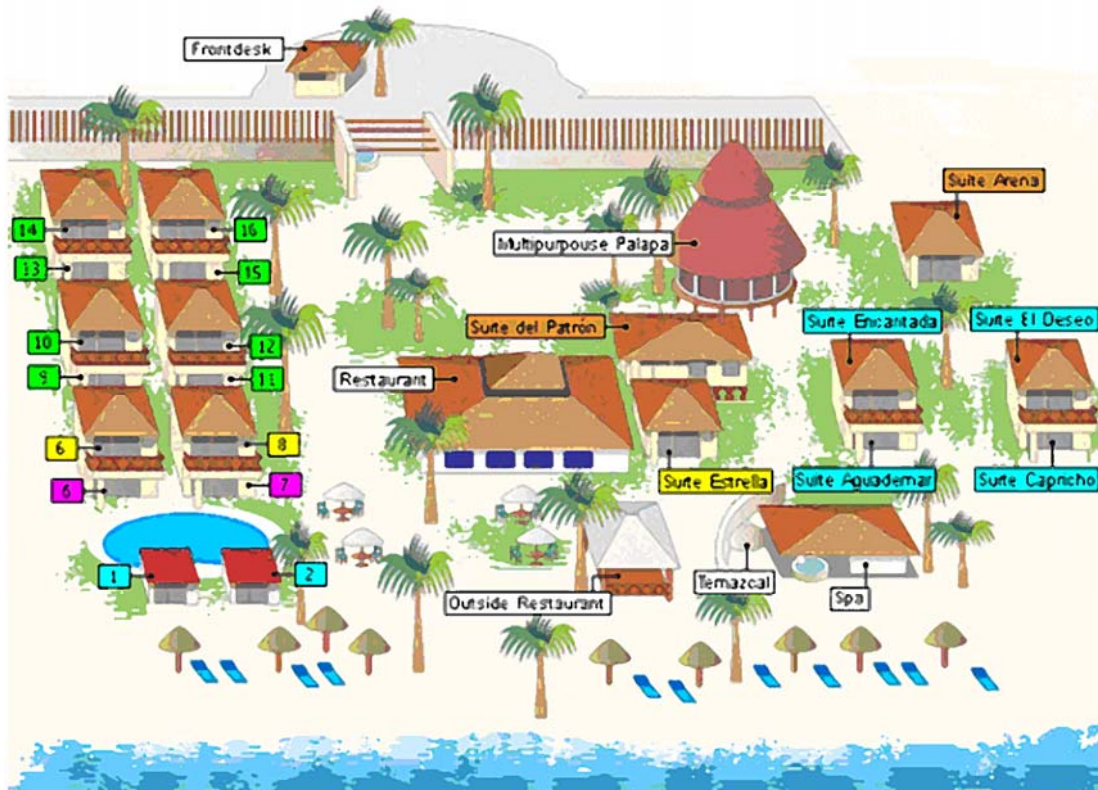 Frontdesk
Suite Arena
14
16
Multipurpouse Palapa
13
15
Suite del Patrón
Suite Encantada
Suite El Deseo
10
12
Restaurant
9
11
6
8
Suite Estrella
Suite Aguademar
Suite Capricho
6
7
1
2
Temazcal
Spa
Outside Restaurant